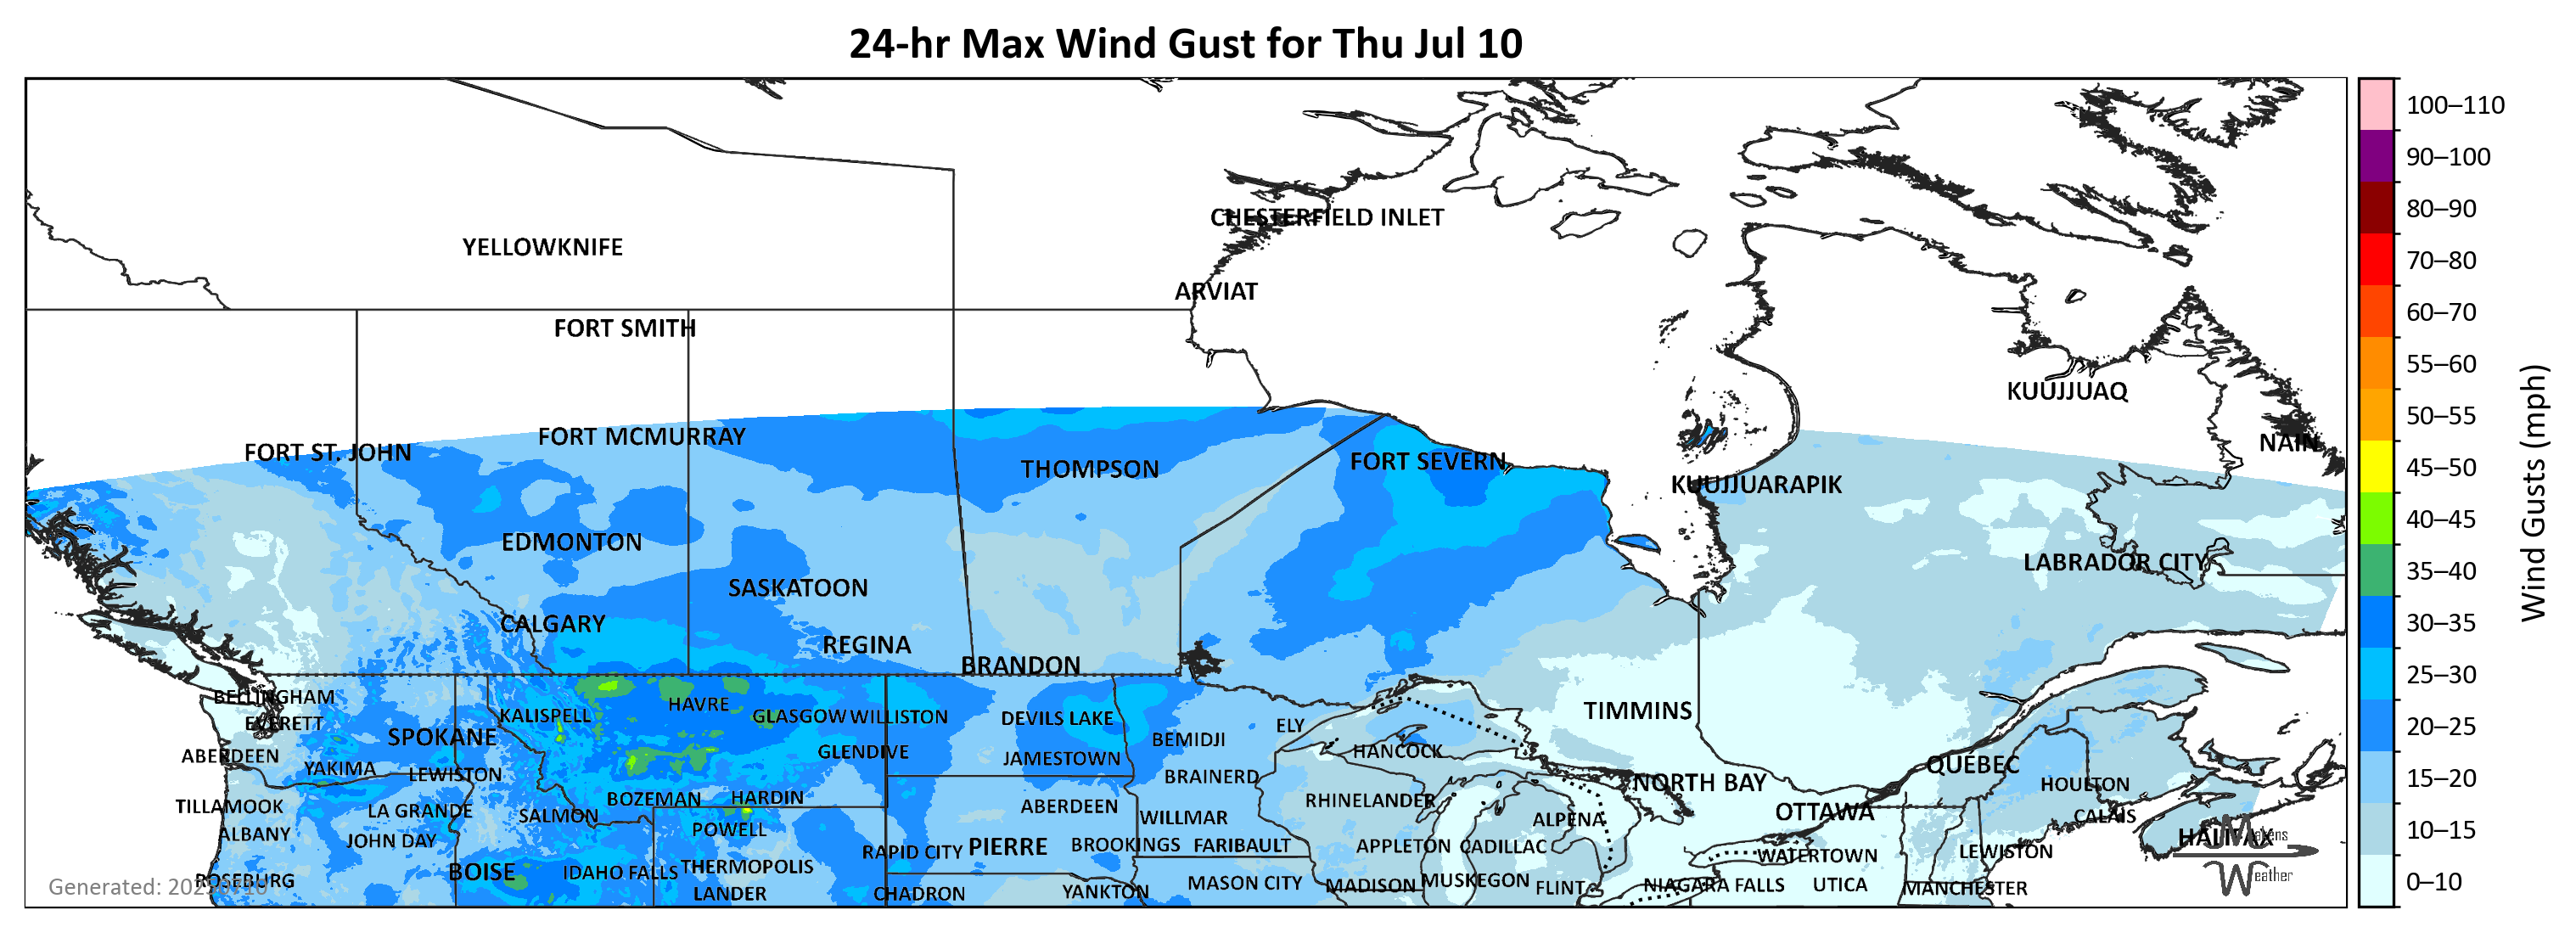 24-hr Max Wind Gust for Thu Jul 10
100–110
90–100
CHESTERFIELD INLET
80–90
YELLOWKNIFE
70–80
ARVIAT
60–70
FORT SMITH
55–60
KUUJJUAQ
50–55
FORT MCMURRAY
NAIN
FORT ST. JOHN
THOMPSON
FORT SEVERN
45–50
KUUJJUARAPIK
Wind Gusts (mph)
40–45
EDMONTON
LABRADOR CITY
35–40
SASKATOON
CALGARY
30–35
REGINA
BRANDON
25–30
BELLINGHAM
HAVRE
TIMMINS
KALISPELL
GLASGOW
WILLISTON
DEVILS LAKE
EVERETT
ELY
20–25
SPOKANE
BEMIDJI
HANCOCK
GLENDIVE
ABERDEEN
JAMESTOWN
QUEBEC
YAKIMA
LEWISTON
BRAINERD
15–20
NORTH BAY
HOULTON
BOZEMAN
HARDIN
RHINELANDER
TILLAMOOK
LA GRANDE
ABERDEEN
OTTAWA
SALMON
WILLMAR
ALPENA
CALAIS
10–15
POWELL
ALBANY
HALIFAX
Makens
JOHN DAY
PIERRE
BROOKINGS
FARIBAULT
APPLETON
CADILLAC
RAPID CITY
LEWISTON
WATERTOWN
THERMOPOLIS
BOISE
IDAHO FALLS
Weather
ROSEBURG
MUSKEGON
0–10
MASON CITY
MADISON
NIAGARA FALLS
UTICA
Generated:
FLINT
MANCHESTER
LANDER
CHADRON
YANKTON